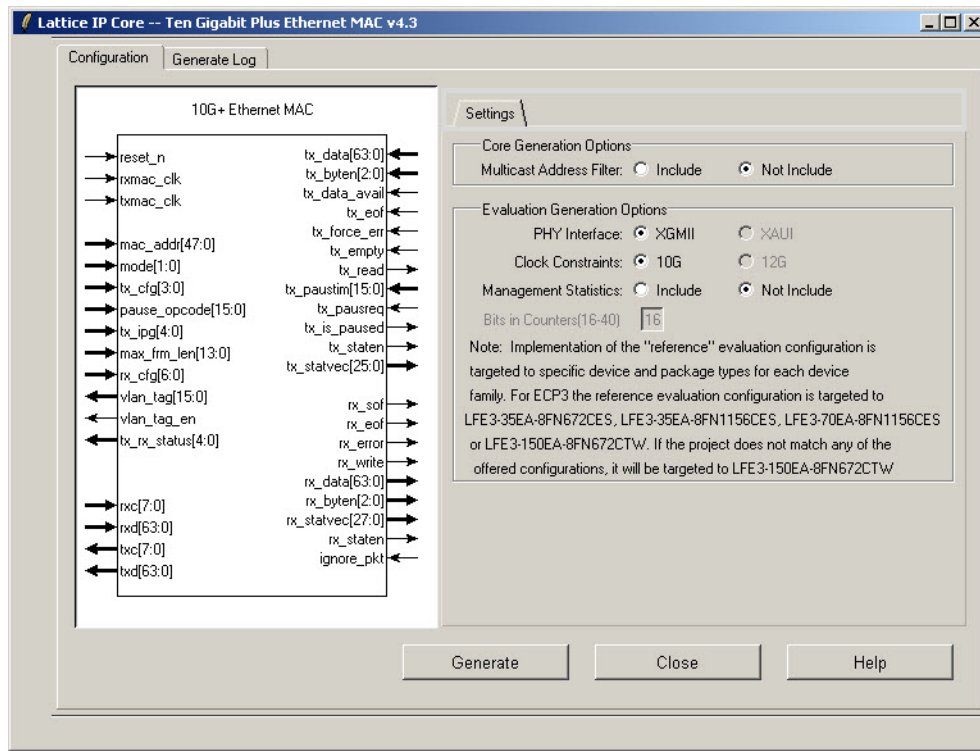 Lattice IP Core -- Ten Gigabit Plus Ethernet MAC v4.3
Configuration
Generate Log
10G+ Ethernet MAC
reset_n
rxmac_clk
txmac_clk
mac_addr[47:0]
mode[1:0]
tx_cfg[3:0]
pause_opcode[15:0]
tx_ipg[4:0]
max_frm_len[13:0]
rx_cfg[6:0]
vlan_tag[15:0]
vlan_tag_en
tx_rx_status[4:0]
rxc[7:0]
rxd[63:0]
txc[7:0]
txd[63:0]
tx_data[63:0]
tx_byten[2:0]
tx_data_avail
tx_eof
tx_force_err
tx_empty
tx_read
tx_paustim[15:0]
tx_pausreq
tx_is_paused
tx_staten
tx_statvec[25:0]
rx_sof
rx_eof
rx_error
rx_write
rx_data[63:0]
rx_byten[2:0]
rx_statvec[27:0]
rx_staten
ignore_pkt
Settings
Core Generation Options
Multicast Address Filter: Include Not Include
Evaluation Generation Options
PHY Interface: XGMII XAUI
Clock Constraints: 10G 12G
Management Statistics: Include Not Include
Bits in Counters(16-40) 16
Note: Implementation of the "reference" evaluation configuration is
targeted to specific device and package types for each device
family. For ECP3 the reference evaluation configuration is targeted to
LFE3-35EA-8FN672CES, LFE3-35EA-8FN1156CES, LFE3-70EA-8FN1156CES
or LFE3-150EA-8FN672CTW. If the project does not match any of the
offered configurations, it will be targeted to LFE3-150EA-8FN672CTW
Generate
Close
Help